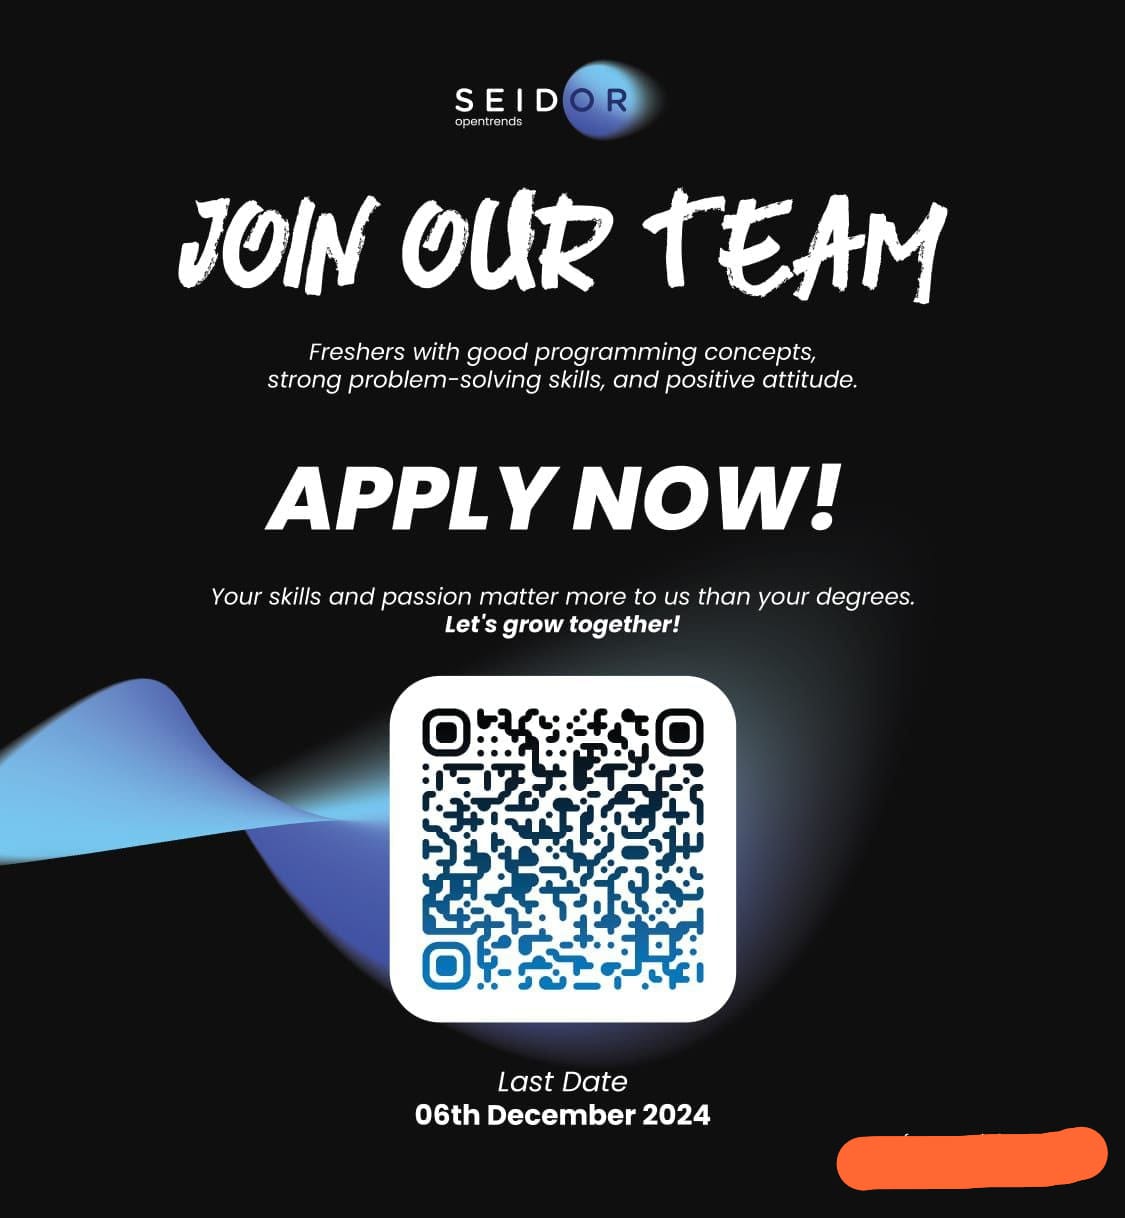 SEIDOR
opentrends
JOIN OUR TEAM
Freshers with good programming concepts,
strong problem-solving skills, and positive attitude.
APPLY NOW!
Your skills and passion matter more to us than your degrees.
Let's grow together!
Last Date
06th December 2024